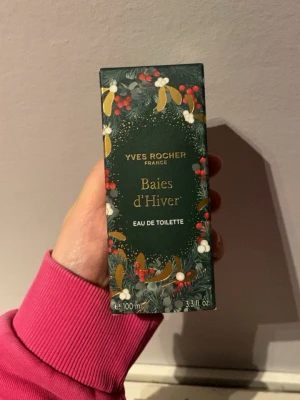 YVES ROCHER
FRANCE
Baies
d'Hiver
EAU DE TOILETTE
e 100 ml
3.3 fl. oz